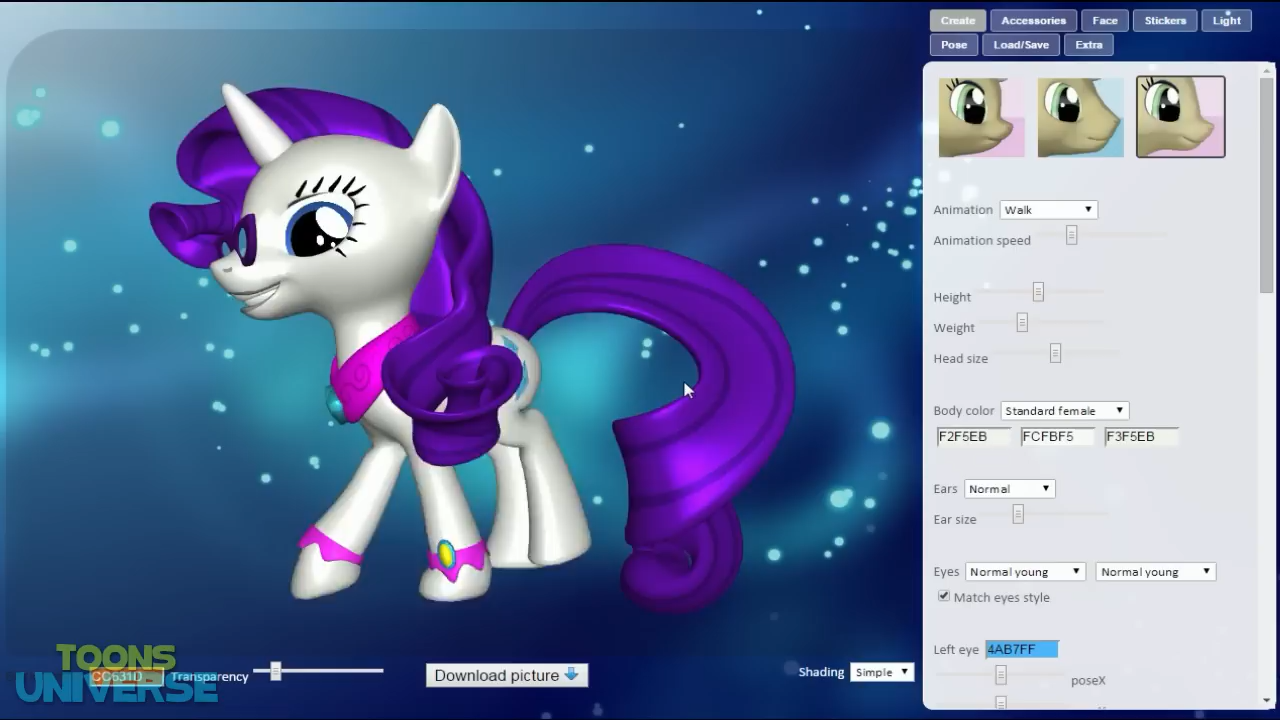 Create Accessories Face Stickers Light
Pose Load/Save Extra
Animation Walk
Animation speed
Height
Weight
Head size
Body color Standard female
F2F5EB FCFBF5 F3F5EB
Ears Normal
Ear size
Eyes Normal young Normal young
Match eyes style
Left eye 4AB7FF
poseX
TOONS
UNIVERSE
CC631D Transparency
Download picture
Shading Simple